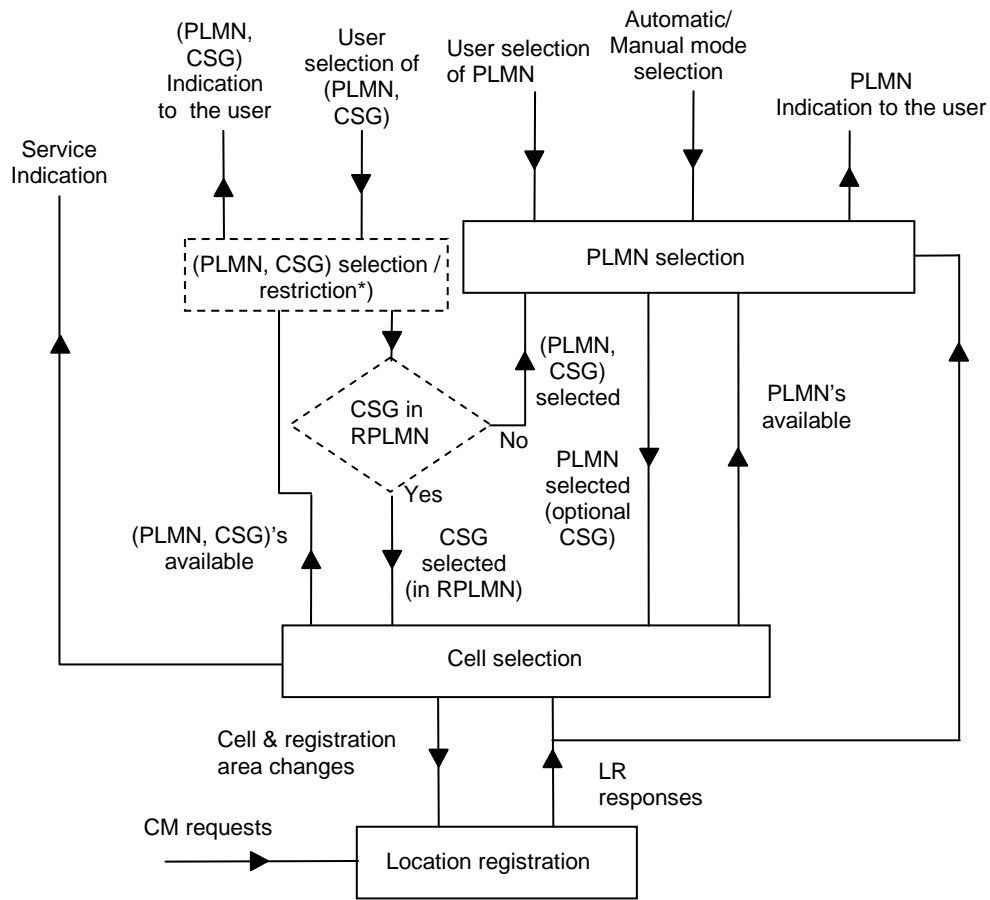 (PLMN,
CSG)
Indication
to the user
User
selection of
(PLMN,
CSG)
User selection
of PLMN
Automatic/
Manual mode
selection
PLMN
Indication to the user
Service
Indication
(PLMN, CSG) selection /
restriction*)
PLMN selection
(PLMN,
CSG)
selected
CSG in
RPLMN
No
PLMN's
available
Yes
PLMN
selected
(optional
CSG)
(PLMN, CSG)'s
available
CSG
selected
(in RPLMN)
Cell selection
Cell & registration
area changes
LR
responses
CM requests
Location registration